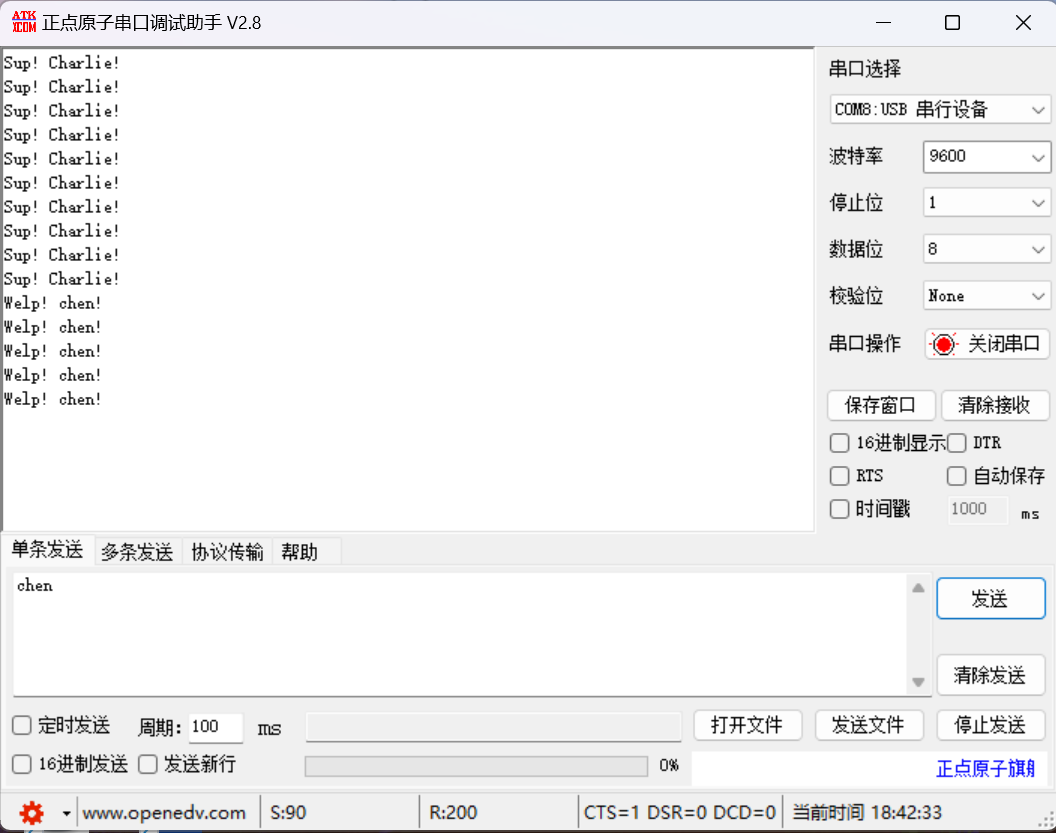 ATK
XCOM 正点原子串口调试助手 V2.8
Sup! Charlie!
Sup! Charlie!
Sup! Charlie!
Sup! Charlie!
Sup! Charlie!
Sup! Charlie!
Sup! Charlie!
Sup! Charlie!
Sup! Charlie!
Sup! Charlie!
Welp! chen!
Welp! chen!
Welp! chen!
Welp! chen!
Welp! chen!
串口选择
COM8:USB 串行设备
波特率 9600
停止位 1
数据位 8
校验位 None
串口操作 关闭串口
保存窗口 清除接收
16进制显示 DTR
RTS 自动保存
时间戳 1000 ms
单条发送 多条发送 协议传输 帮助
chen
发送
清除发送
定时发送 周期: 100 ms 打开文件 发送文件 停止发送
16进制发送 发送新行 0% 正点原子旗
www.openedv.com S:90 R:200 CTS=1 DSR=0 DCD=0 当前时间 18:42:33